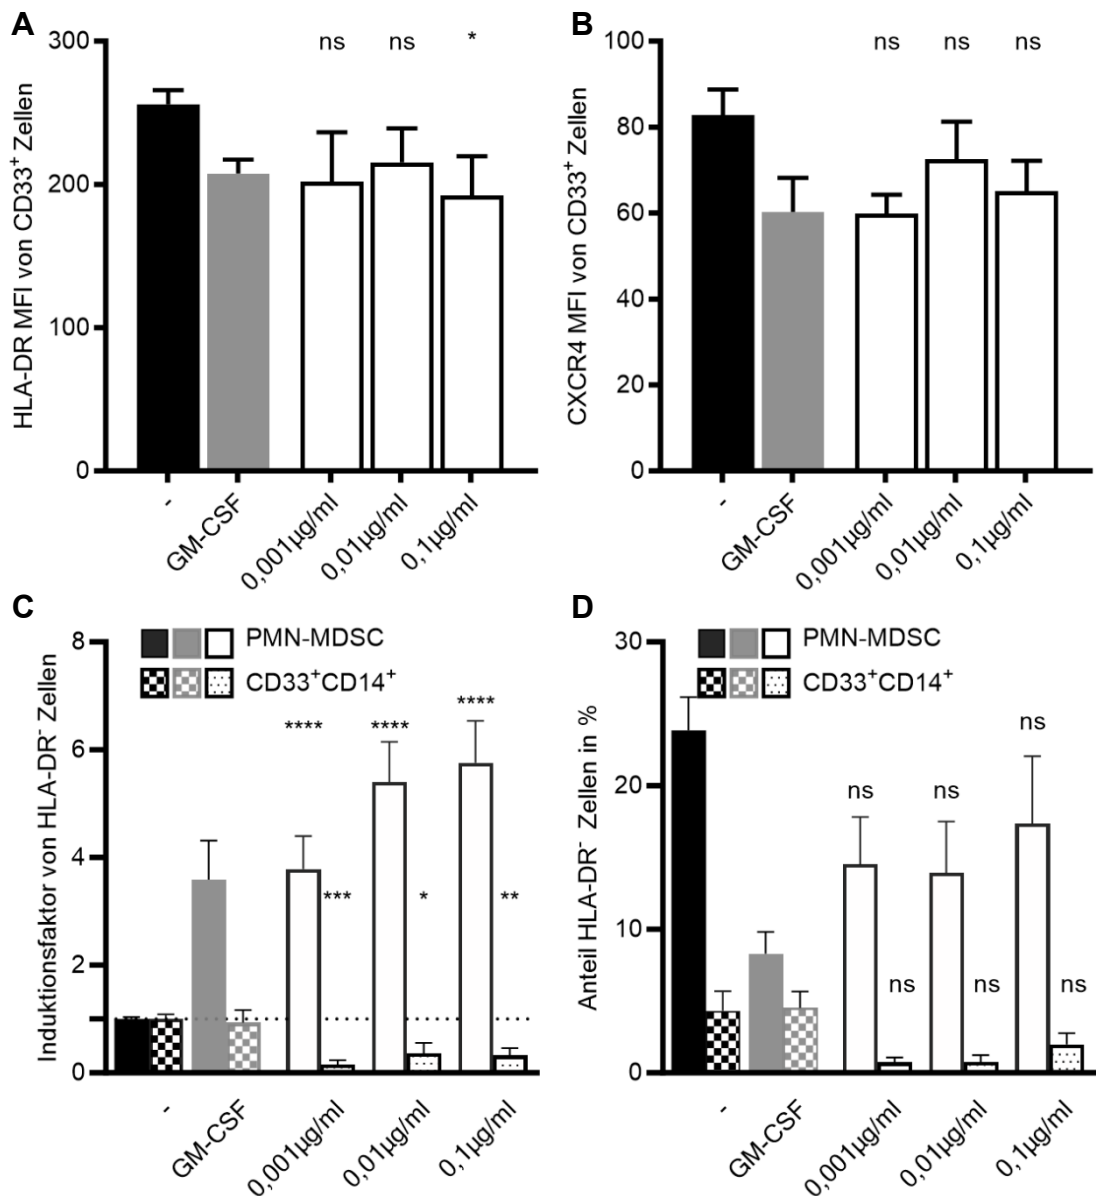 A
HLA-DR MFI von CD33+ Zellen
300
200
100
0
ns ns *
-
GM-CSF
0,001µg/ml
0,01µg/ml
0,1µg/ml
B
CXCR4 MFI von CD33+ Zellen
100
80
60
40
20
0
ns ns ns
-
GM-CSF
0,001µg/ml
0,01µg/ml
0,1µg/ml
C
Induktionsfaktor von HLA-DR- Zellen
8
6
4
2
0
PMN-MDSC
CD33+CD14+
**** **** ****
*** * **
-
GM-CSF
0,001µg/ml
0,01µg/ml
0,1µg/ml
D
Anteil HLA-DR- Zellen in %
30
20
10
0
PMN-MDSC
CD33+CD14+
ns ns ns
ns ns ns
-
GM-CSF
0,001µg/ml
0,01µg/ml
0,1µg/ml